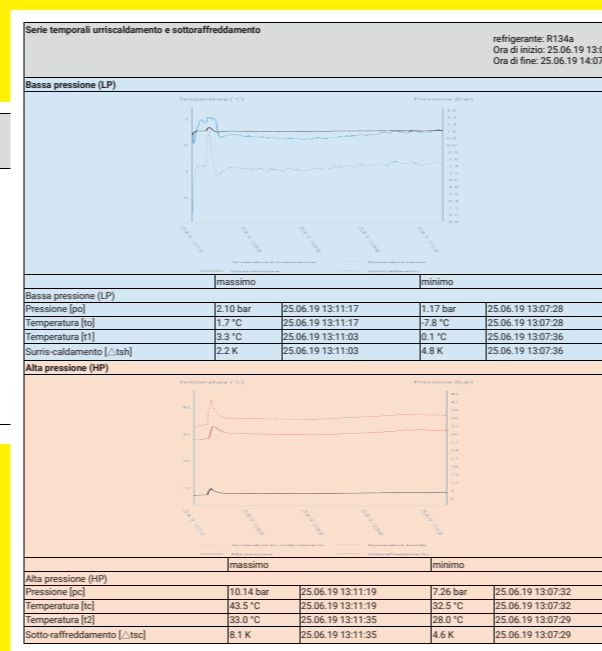 Serie temporali urriscaldamento e sottoraffreddamento
refrigerante: R134a
Ora di inizio: 25.06.19 13:0
Ora di fine: 25.06.19 14:07
Bassa pressione (LP)
Temperatura (°C) Pressione (bar)
massimo minimo
Bassa pressione (LP)
Pressione [po] 2.10 bar 25.06.19 13:11:17 1.17 bar 25.06.19 13:07:28
Temperatura [to] 1.7 °C 25.06.19 13:11:17 -7.8 °C 25.06.19 13:07:28
Temperatura [t1] 3.3 °C 25.06.19 13:11:03 0.1 °C 25.06.19 13:07:36
Surris-caldamento [△tsh] 2.2 K 25.06.19 13:11:03 4.8 K 25.06.19 13:07:36
Alta pressione (HP)
Temperatura (°C) Pressione (bar)
massimo minimo
Alta pressione (HP)
Pressione [pc] 10.14 bar 25.06.19 13:11:19 7.26 bar 25.06.19 13:07:32
Temperatura [tc] 43.5 °C 25.06.19 13:11:19 32.5 °C 25.06.19 13:07:32
Temperatura [t2] 33.0 °C 25.06.19 13:11:35 28.0 °C 25.06.19 13:07:29
Sotto-raffreddamento [△tsc] 8.1 K 25.06.19 13:11:35 4.6 K 25.06.19 13:07:29